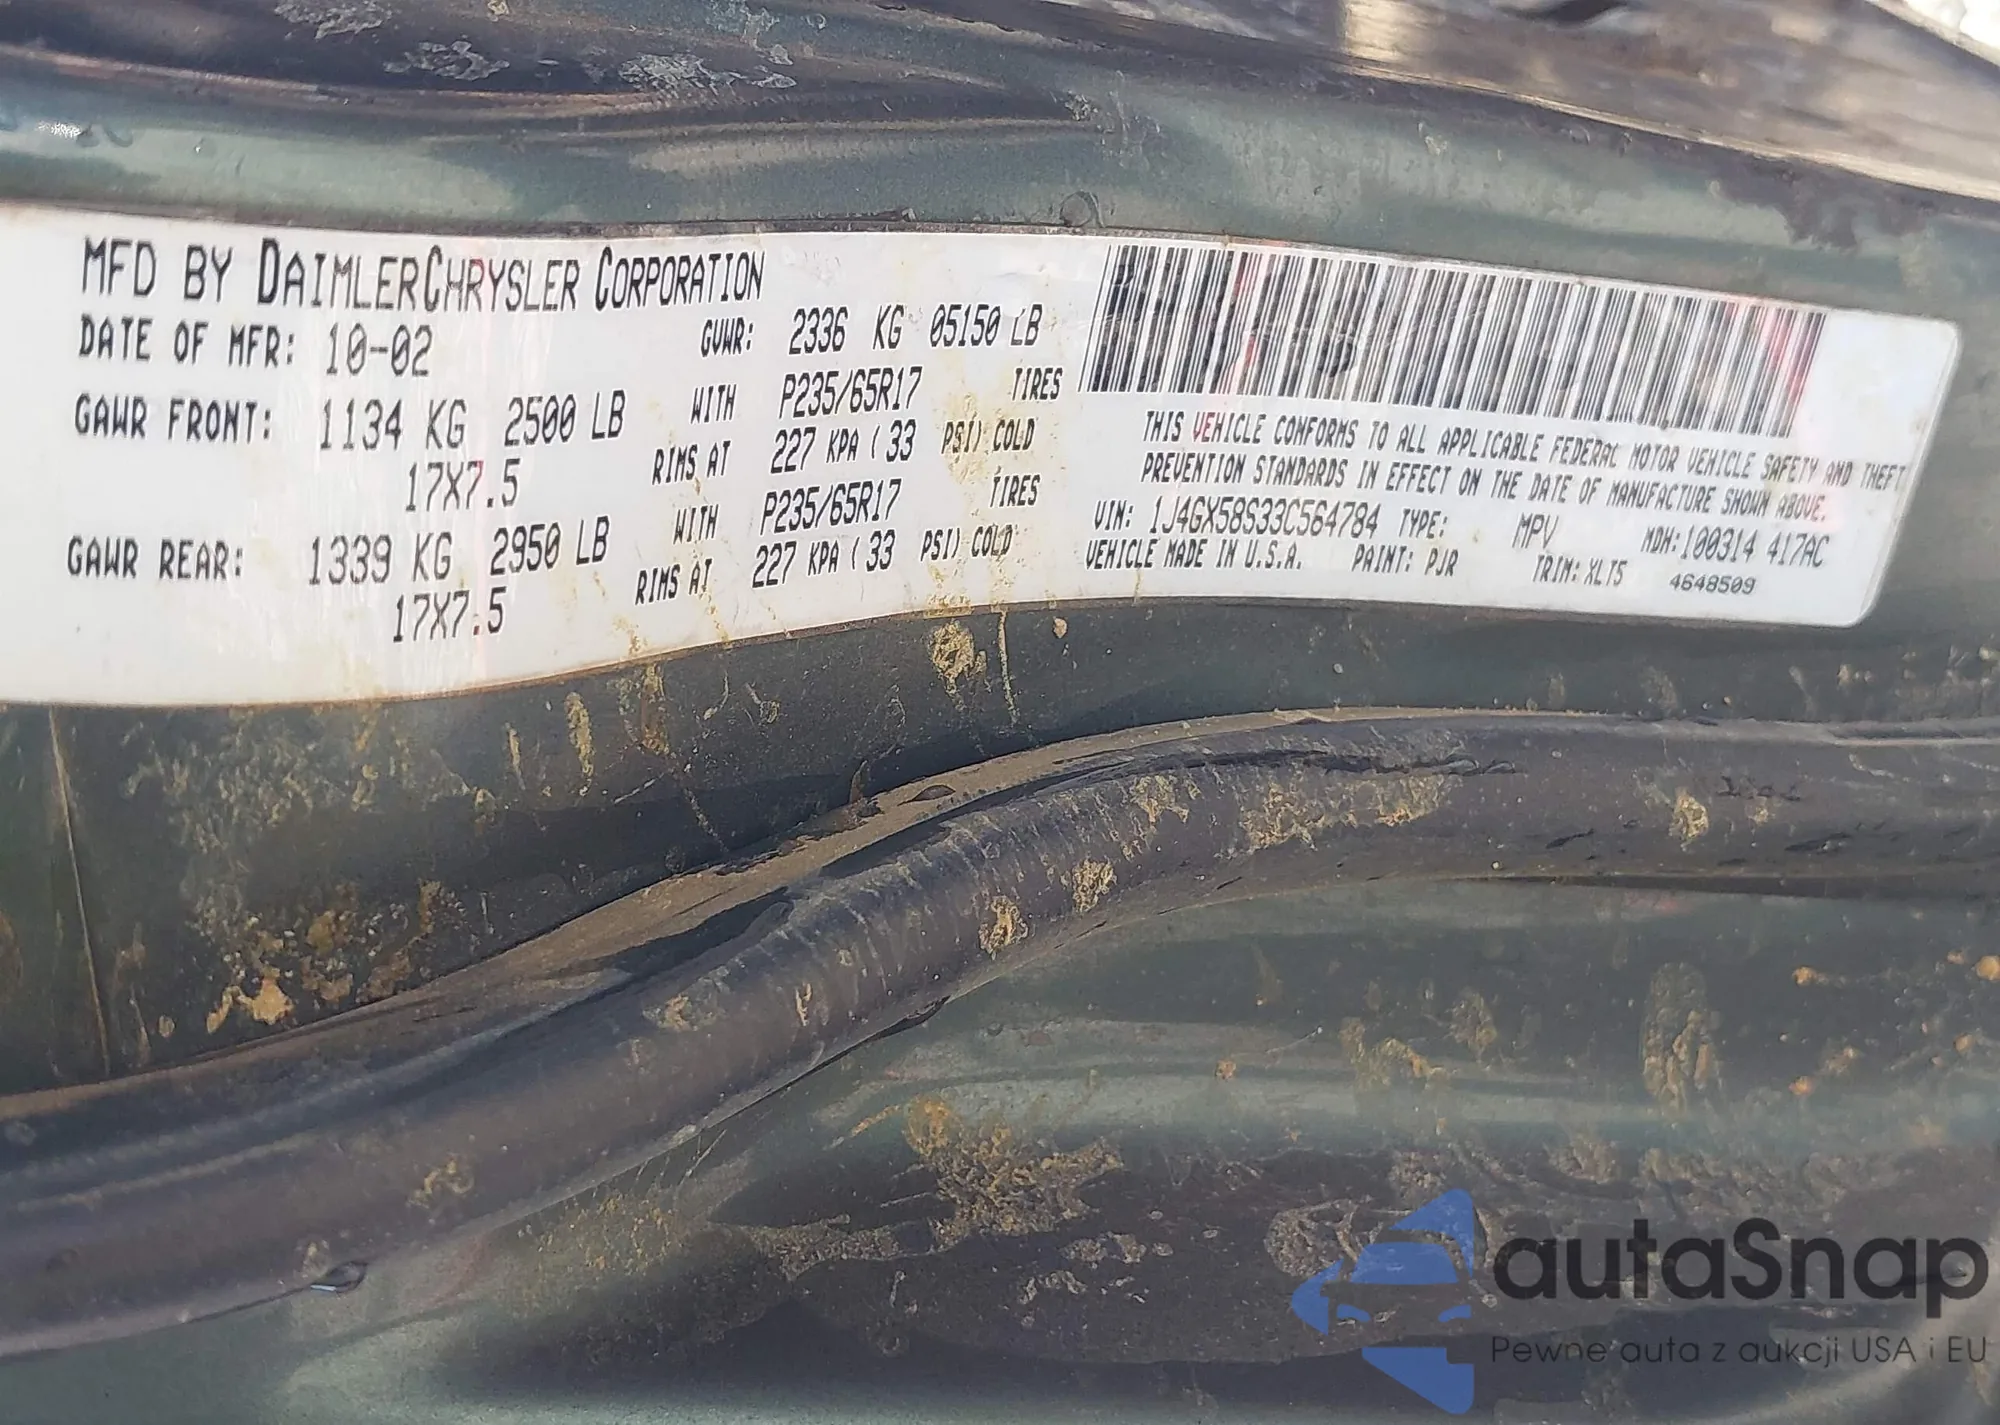 MFD BY DAIMLERCHRYSLER CORPORATION
DATE OF MFR: 10-02 GVWR: 2336 KG 05150 LB
GAWR FRONT: 1134 KG 2500 LB WITH P235/65R17 TIRES
17X7.5 RIMS AT 227 KPA ( 33 PSI) COLD
GAWR REAR: 1339 KG 2950 LB WITH P235/65R17 TIRES
17X7.5 RIMS AT 227 KPA ( 33 PSI) COLD
THIS VEHICLE CONFORMS TO ALL APPLICABLE FEDERAL MOTOR VEHICLE SAFETY AND THEFT
PREVENTION STANDARDS IN EFFECT ON THE DATE OF MANUFACTURE SHOWN ABOVE.
VIN: 1J4GX58S33C564784 TYPE: MPV MDH: 100314 417AC
VEHICLE MADE IN U.S.A. PAINT: PJR TRIM: XLT5 4648509
autaSnap
Pewne auta z aukcji USA i EU